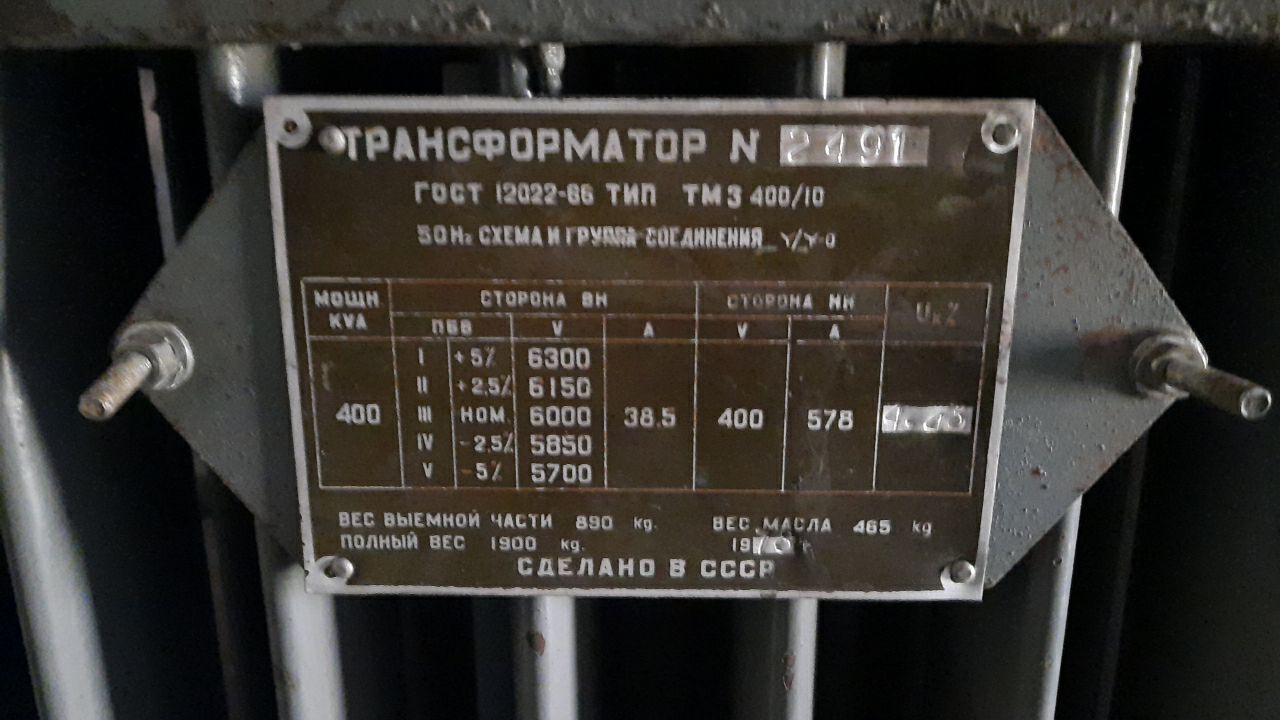 ТРАНСФОРМАТОР N 2491
ГОСТ 12022-66 ТИП ТМЗ 400/10
50Hz СХЕМА И ГРУППА СОЕДИНЕНИЯ Y/Y-0
МОЩН KVA СТОРОНА ВН СТОРОНА НН Uк%
ПБВ V A V A
I +5% 6300
II +2,5% 6150
400 III НОМ. 6000 38.5 400 578
IV -2,5% 5850
V -5% 5700
ВЕС ВЫЕМНОЙ ЧАСТИ 890 kg. ВЕС МАСЛА 465 kg
ПОЛНЫЙ ВЕС 1900 kg. 1970 г
СДЕЛАНО В СССР